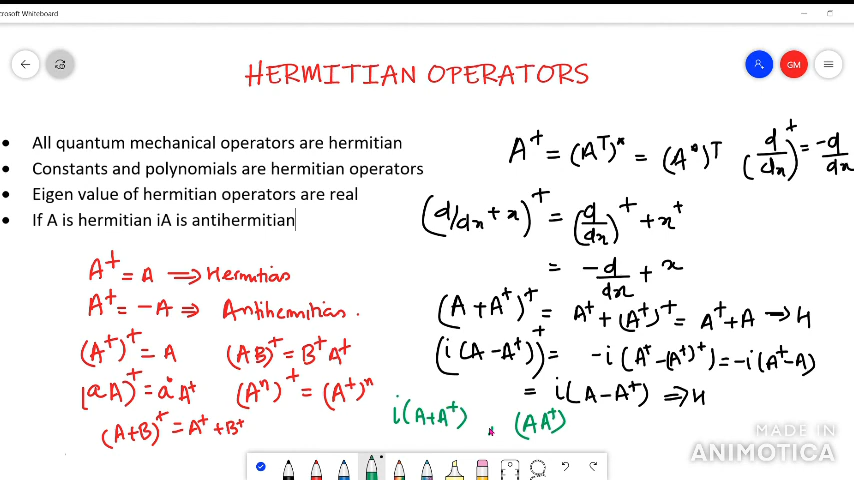 Microsoft Whiteboard
GM
HERMITIAN OPERATORS
• All quantum mechanical operators are hermitian
• Constants and polynomials are hermitian operators
• Eigen value of hermitian operators are real
• If A is hermitian iA is antihermitian
A⁺ = A ⇒ Hermitian
A⁺ = -A ⇒ Antihermitian.
(A⁺)⁺ = A (AB)⁺ = B⁺A⁺
(aA)⁺ = a* A⁺ (Aⁿ)⁺ = (A⁺)ⁿ
(A+B)⁺ = A⁺ + B⁺
A⁺ = (Aᵀ)* = (A*)ᵀ (d/dx)⁺ = -d/dx
(d/dx + x)⁺ = (d/dx)⁺ + x⁺
= -d/dx + x
(A + A⁺)⁺ = A⁺ + (A⁺)⁺ = A⁺ + A → H
(i(A - A⁺))⁺ = -i(A⁺ - (A⁺)⁺) = -i(A⁺ - A)
= i(A - A⁺) ⇒ H
i(A + A⁺) , (AA⁺)
MADE IN
ANIMOTICA